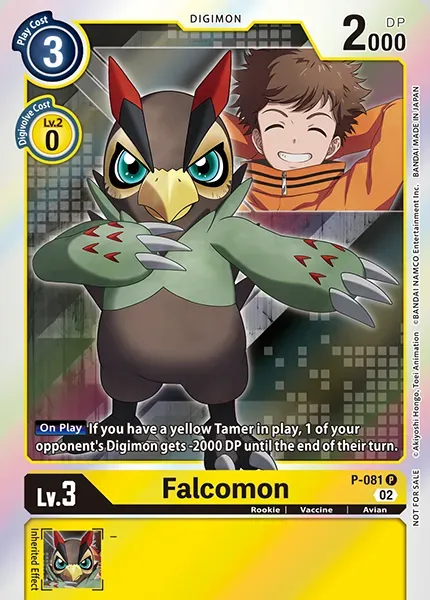 DIGIMON
Play Cost
3
DP
2000
Digivolve Cost
Lv.2
0
On Play If you have a yellow Tamer in play, 1 of your
opponent's Digimon gets -2000 DP until the end of their turn.
Lv.3
Falcomon
P-081 P
02
Rookie | Vaccine | Avian
Inherited Effect
-
©Akiyoshi Hongo, Toei Animation ©BANDAI NAMCO Entertainment Inc. BANDAI MADE IN JAPAN
NOT FOR SALE